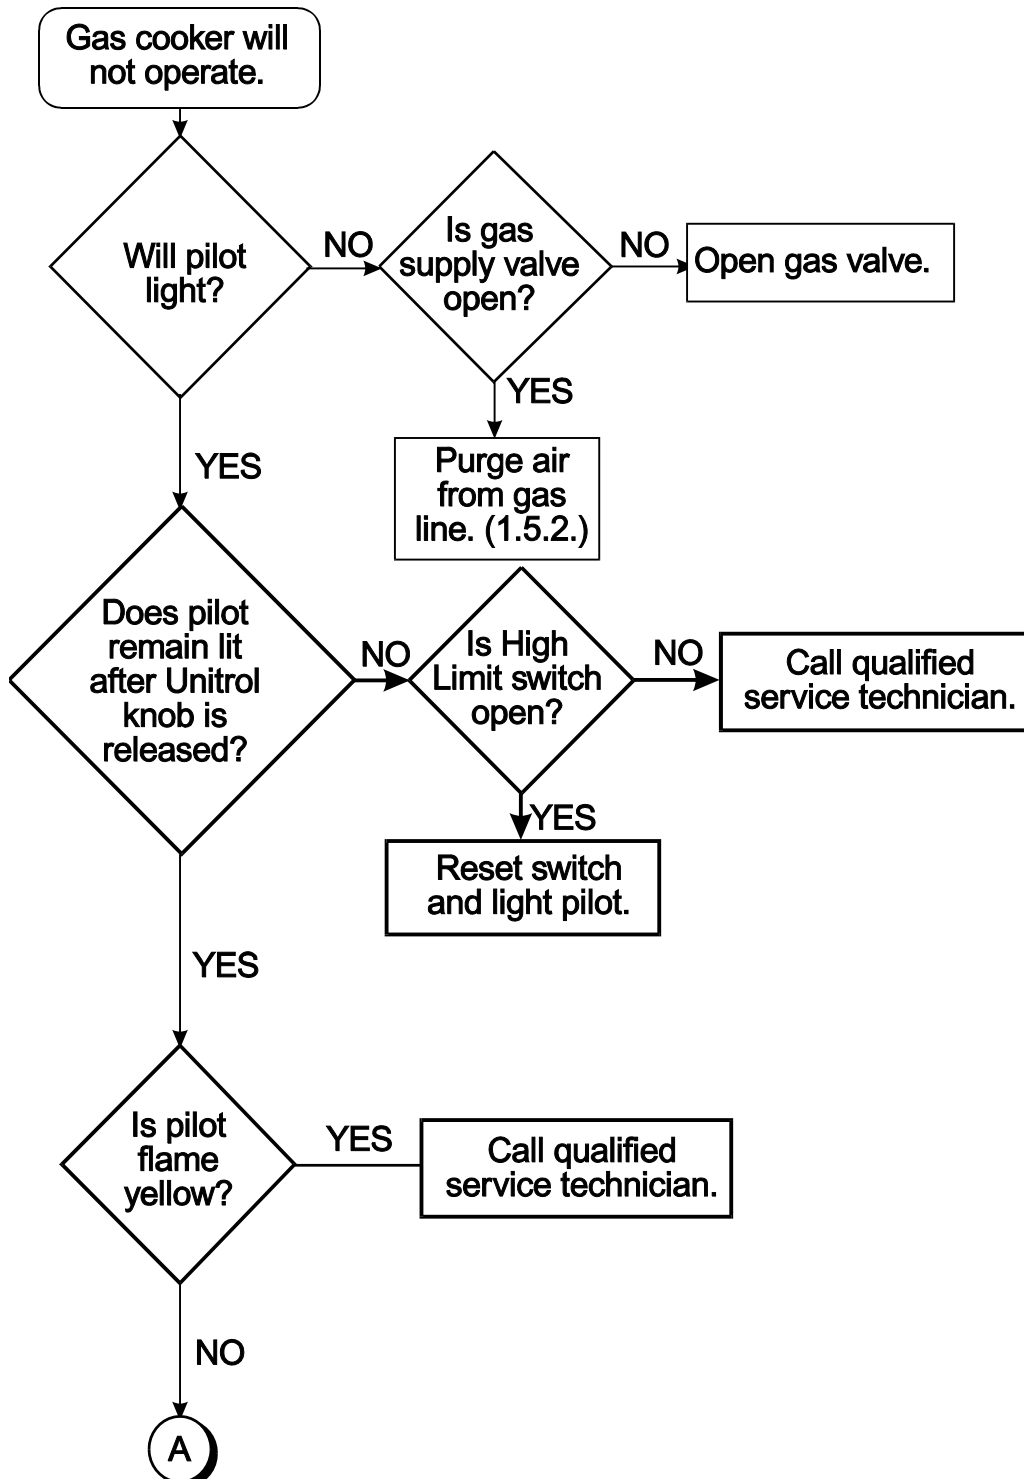 Gas cooker will
not operate.
Will pilot
light?
NO
Is gas
supply valve
open?
NO
Open gas valve.
YES
Purge air
from gas
line. (1.5.2.)
YES
Does pilot
remain lit
after Unitrol
knob is
released?
NO
Is High
Limit switch
open?
NO
Call qualified
service technician.
YES
Reset switch
and light pilot.
YES
Is pilot
flame
yellow?
YES
Call qualified
service technician.
NO
A